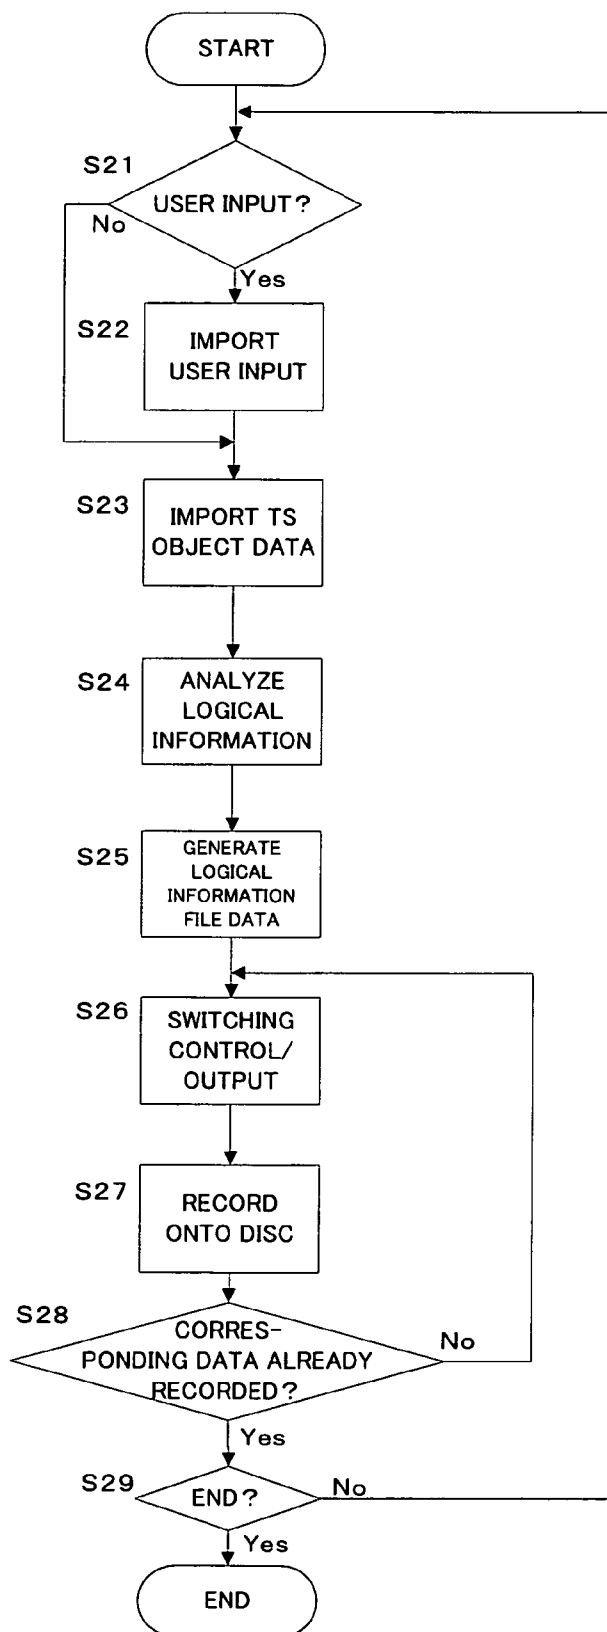 START
S21
USER INPUT?
No
Yes
S22
IMPORT
USER INPUT
S23
IMPORT TS
OBJECT DATA
S24
ANALYZE
LOGICAL
INFORMATION
S25
GENERATE
LOGICAL
INFORMATION
FILE DATA
S26
SWITCHING
CONTROL/
OUTPUT
S27
RECORD
ONTO DISC
S28
CORRES-
PONDING DATA ALREADY
RECORDED?
No
Yes
S29
END?
No
Yes
END